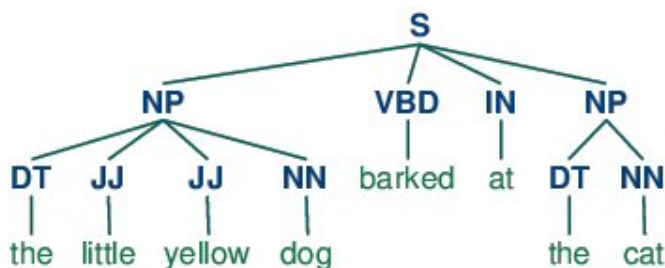 S
NP VBD IN NP
DT JJ JJ NN barked at DT NN
the little yellow dog the cat